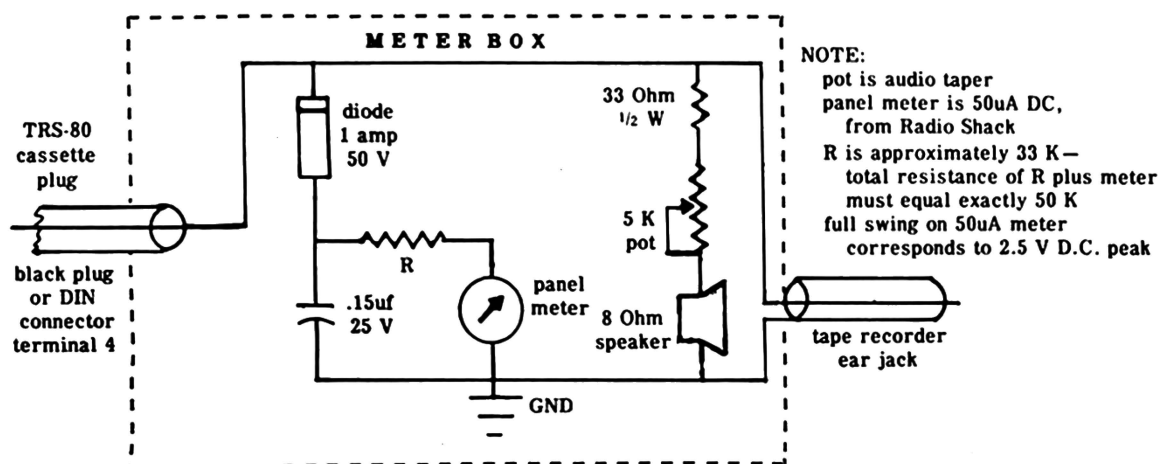 METER BOX
TRS-80
cassette
plug
black plug
or DIN
connector
terminal 4
diode
1 amp
50 V
R
.15uf
25 V
panel
meter
33 Ohm
1/2 W
5 K
pot
8 Ohm
speaker
GND
NOTE:
pot is audio taper
panel meter is 50uA DC,
from Radio Shack
R is approximately 33 K—
total resistance of R plus meter
must equal exactly 50 K
full swing on 50uA meter
corresponds to 2.5 V D.C. peak
tape recorder
ear jack